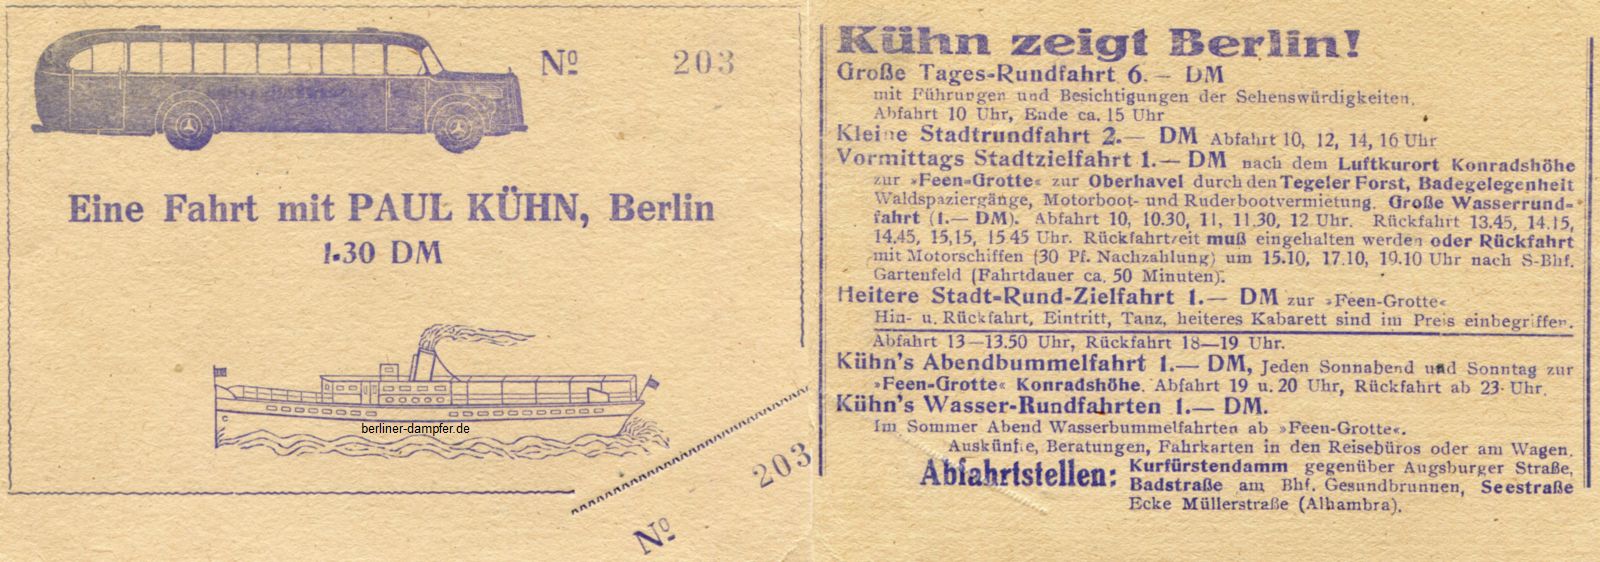 Nº 203
Eine Fahrt mit PAUL KÜHN, Berlin
1.30 DM
berliner-dampfer.de
203
Nº
Kühn zeigt Berlin!
Große Tages-Rundfahrt 6.— DM
mit Führungen und Besichtigungen der Sehenswürdigkeiten.
Abfahrt 10 Uhr, Ende ca. 15 Uhr
Kleine Stadtrundfahrt 2.— DM Abfahrt 10, 12, 14, 16 Uhr
Vormittags Stadtzielfahrt 1.— DM nach dem Luftkurort Konradshöhe
zur »Feen-Grotte« zur Oberhavel durch den Tegeler Forst, Badegelegenheit
Waldspaziergänge, Motorboot- und Ruderbootvermietung. Große Wasserrund-
fahrt (1.— DM). Abfahrt 10, 10.30, 11, 11.30, 12 Uhr. Rückfahrt 13.45, 14.15,
14.45, 15,15, 15 45 Uhr. Rückfahrtzeit muß eingehalten werden oder Rückfahrt
mit Motorschiffen (30 Pf. Nachzahlung) um 15.10, 17.10, 19.10 Uhr nach S-Bhf.
Gartenfeld (Fahrtdauer ca. 50 Minuten).
Heitere Stadt-Rund-Zielfahrt 1.— DM zur »Feen-Grotte«
Hin- u. Rückfahrt, Eintritt, Tanz, heiteres Kabarett sind im Preis einbegriffen.
Abfahrt 13—13.50 Uhr, Rückfahrt 18—19 Uhr.
Kühn's Abendbummelfahrt 1.— DM, Jeden Sonnabend und Sonntag zur
»Feen-Grotte« Konradshöhe. Abfahrt 19 u. 20 Uhr, Rückfahrt ab 23 Uhr.
Kühn's Wasser-Rundfahrten 1.— DM.
Im Sommer Abend Wasserbummelfahrten ab »Feen-Grotte«.
Auskünfte, Beratungen, Fahrkarten in den Reisebüros oder am Wagen.
Abfahrtstellen: Kurfürstendamm gegenüber Augsburger Straße,
Badstraße am Bhf. Gesundbrunnen, Seestraße
Ecke Müllerstraße (Alhambra).